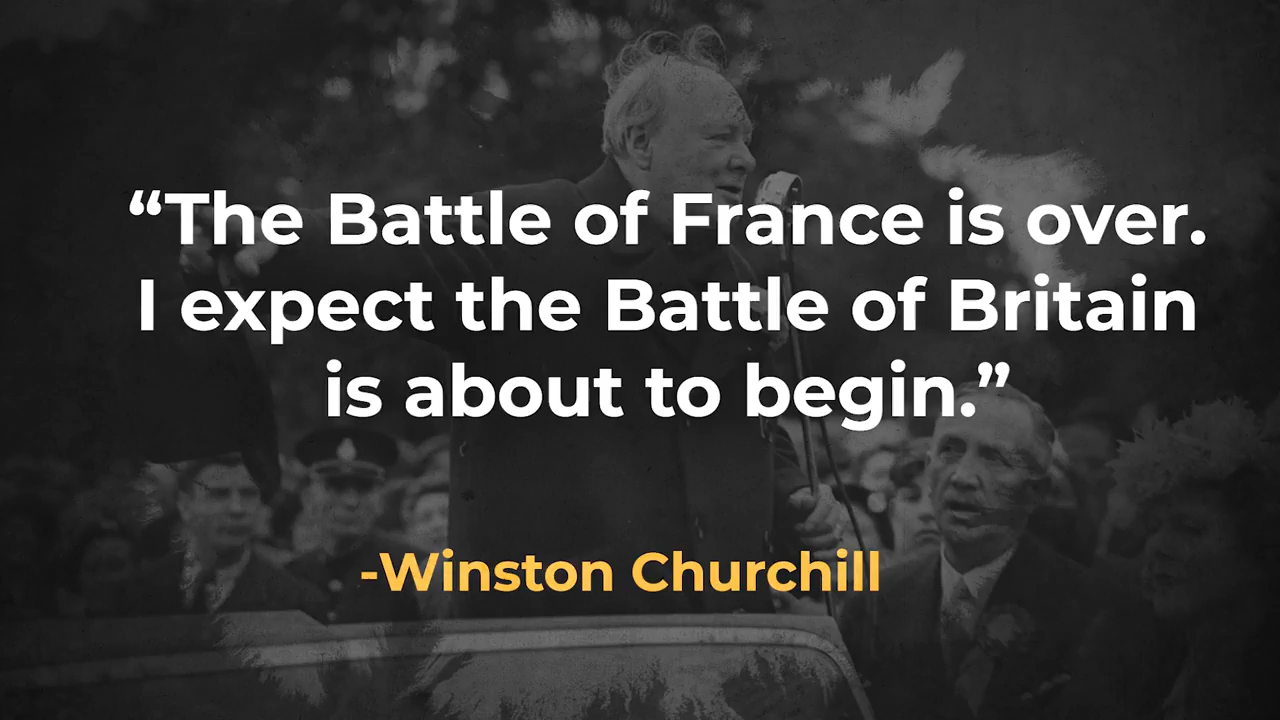 “The Battle of France is over.
I expect the Battle of Britain
is about to begin.”
-Winston Churchill